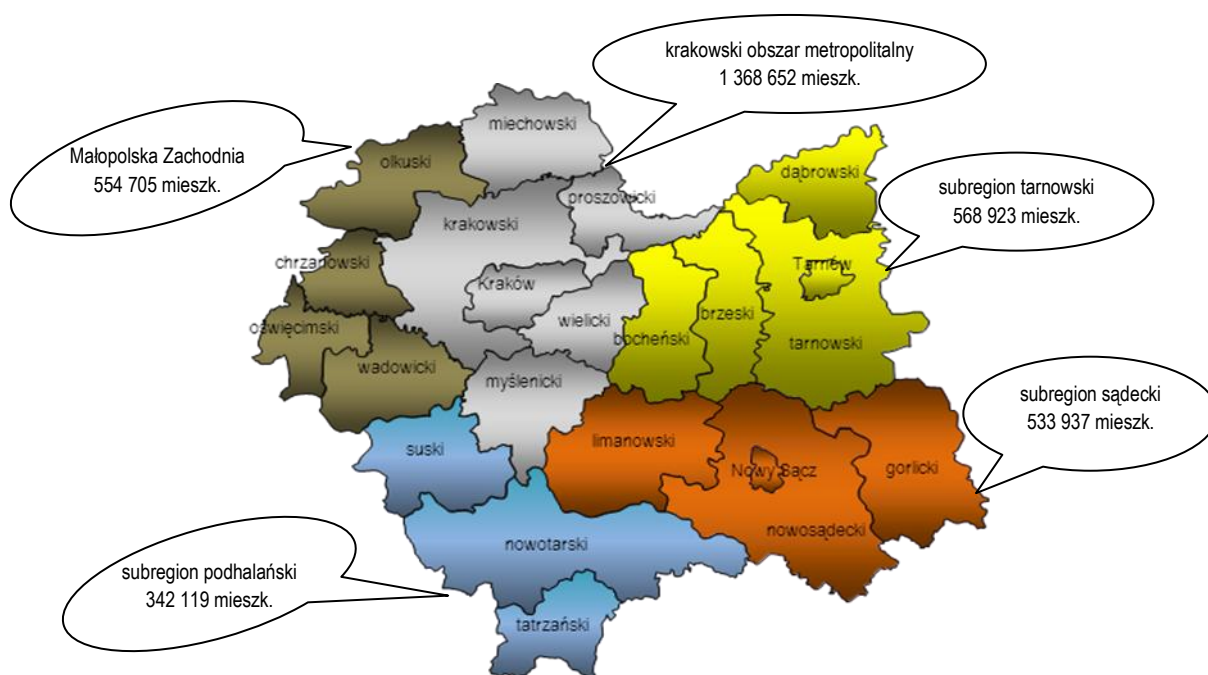 krakowski obszar metropolitalny
1 368 652 mieszk.
Małopolska Zachodnia
554 705 mieszk.
miechowski
olkuski
dąbrowski
subregion tarnowski
568 923 mieszk.
proszowicki
krakowski
chrzanowski
Tarnów
Kraków
oświęcimski
wielicki
brzeski
bocheński
tarnowski
wadowicki
myślenicki
subregion sądecki
533 937 mieszk.
suski
limanowski
Nowy Sącz
gorlicki
nowosądecki
nowotarski
subregion podhalański
342 119 mieszk.
tatrzański